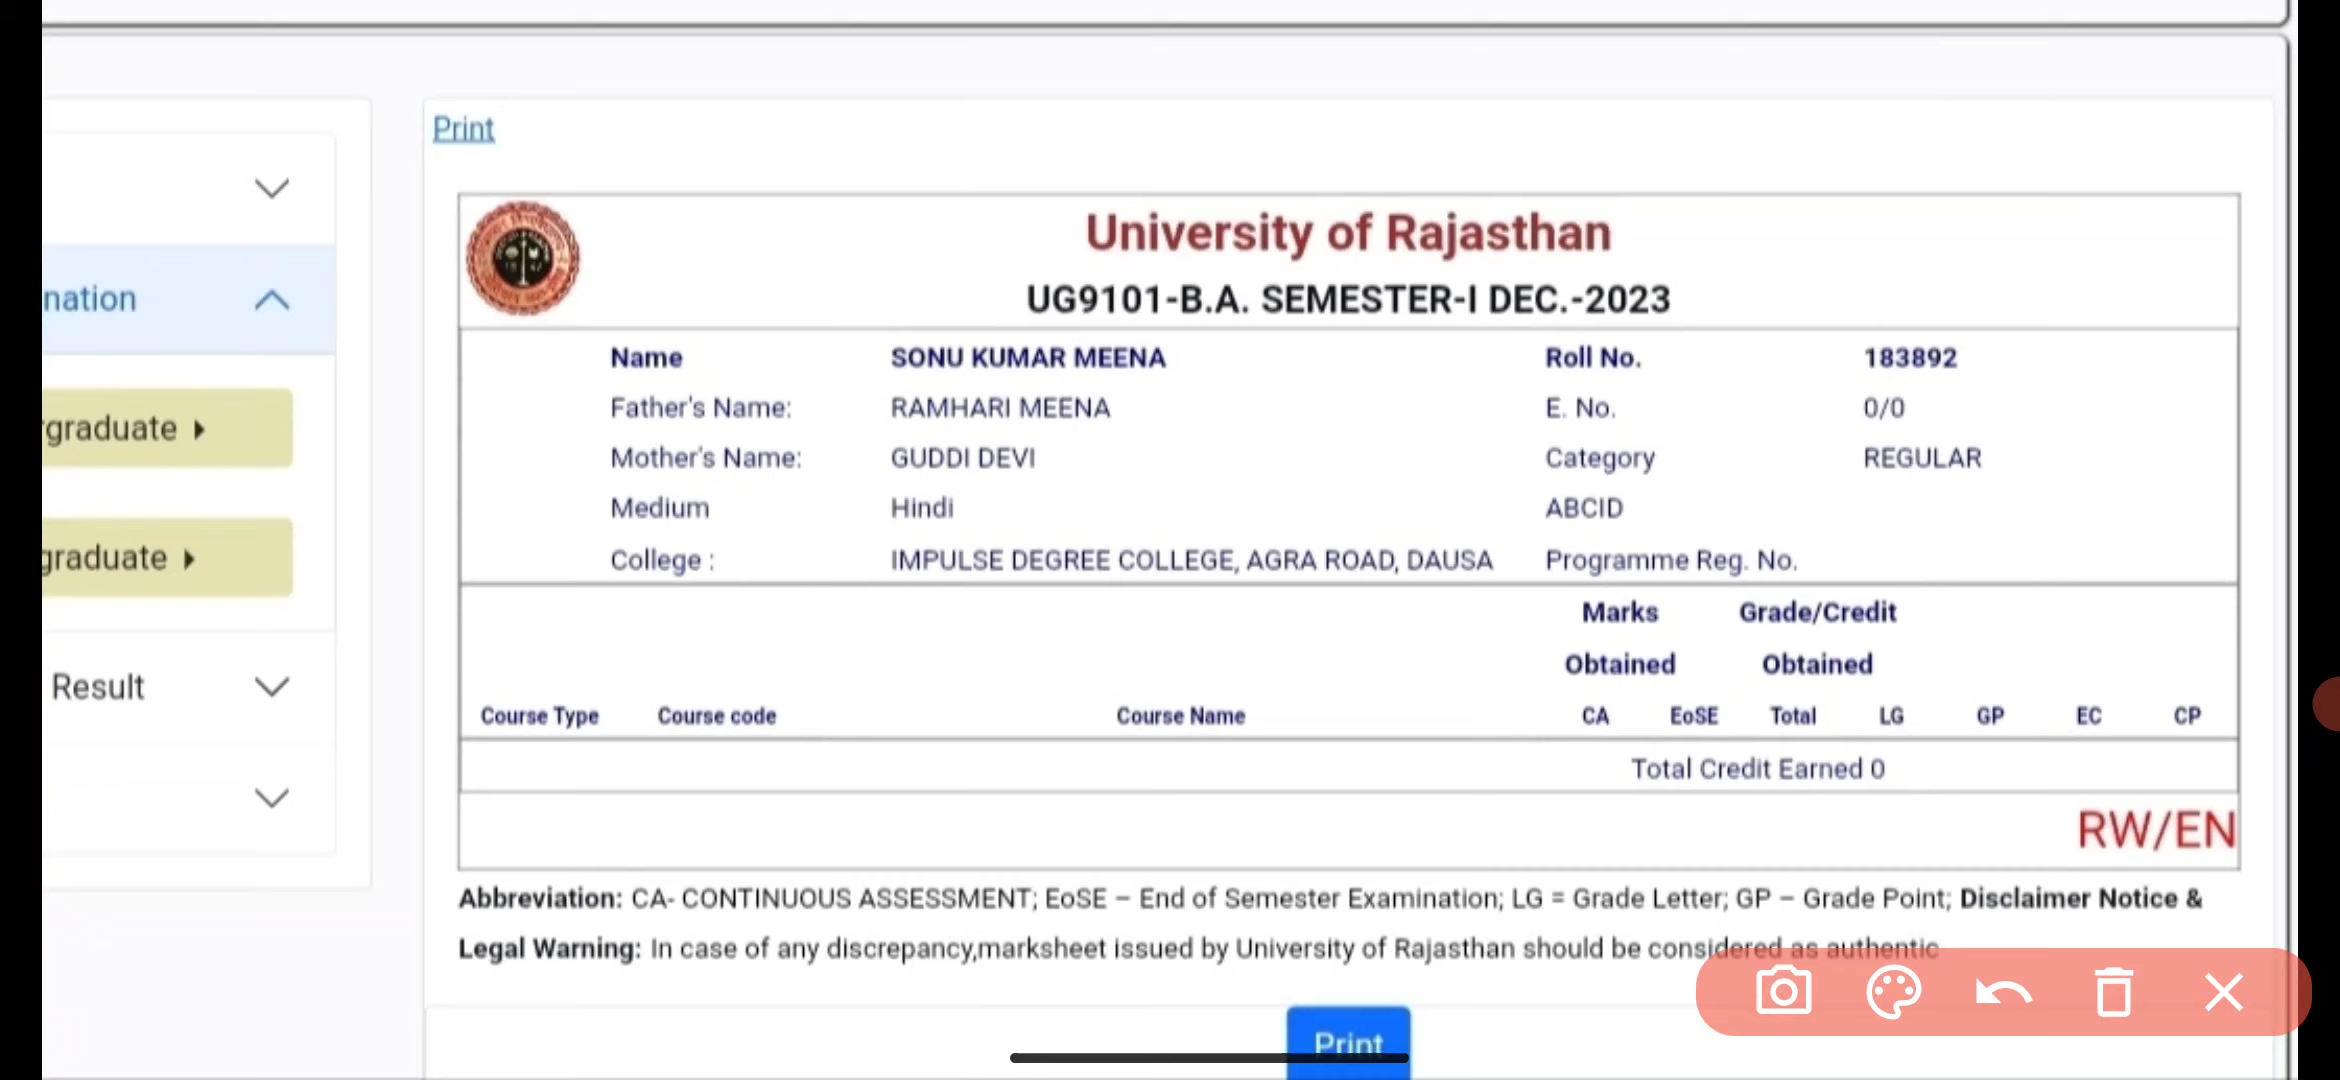 Print
University of Rajasthan
UG9101-B.A. SEMESTER-I DEC.-2023
nation
graduate
graduate
Result
Name SONU KUMAR MEENA Roll No. 183892
Father's Name: RAMHARI MEENA E. No. 0/0
Mother's Name: GUDDI DEVI Category REGULAR
Medium Hindi ABCID
College : IMPULSE DEGREE COLLEGE, AGRA ROAD, DAUSA Programme Reg. No.
Marks Grade/Credit
Obtained Obtained
Course Type Course code Course Name CA EoSE Total LG GP EC CP
Total Credit Earned 0
RW/EN
Abbreviation: CA- CONTINUOUS ASSESSMENT; EoSE – End of Semester Examination; LG = Grade Letter; GP – Grade Point; Disclaimer Notice &
Legal Warning: In case of any discrepancy,marksheet issued by University of Rajasthan should be considered as authentic
Print